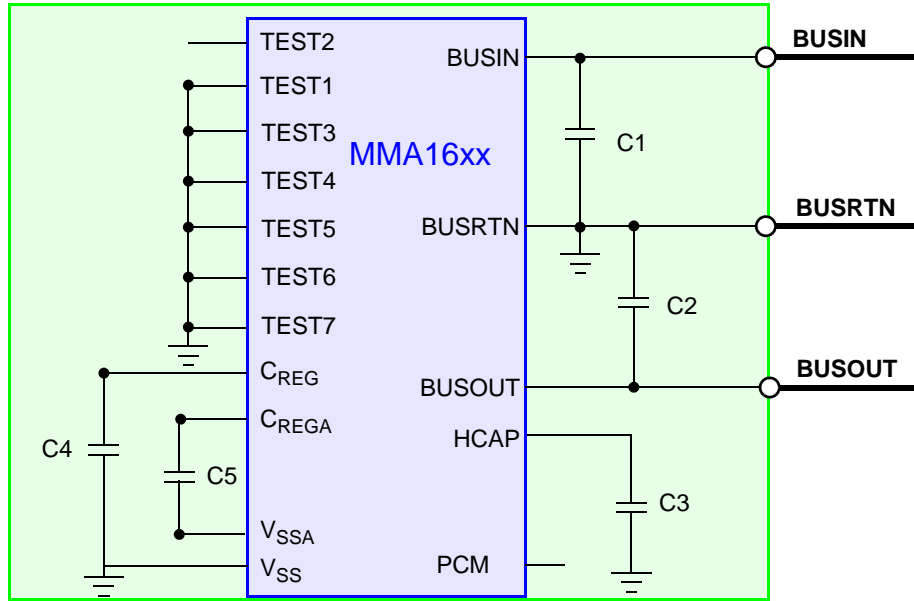 TEST2
TEST1
TEST3
TEST4
TEST5
TEST6
TEST7
CREG
CREGA
VSSA
VSS
MMA16xx
BUSIN
BUSRTN
BUSOUT
HCAP
PCM
C1
C2
C3
C4
C5
BUSIN
BUSRTN
BUSOUT